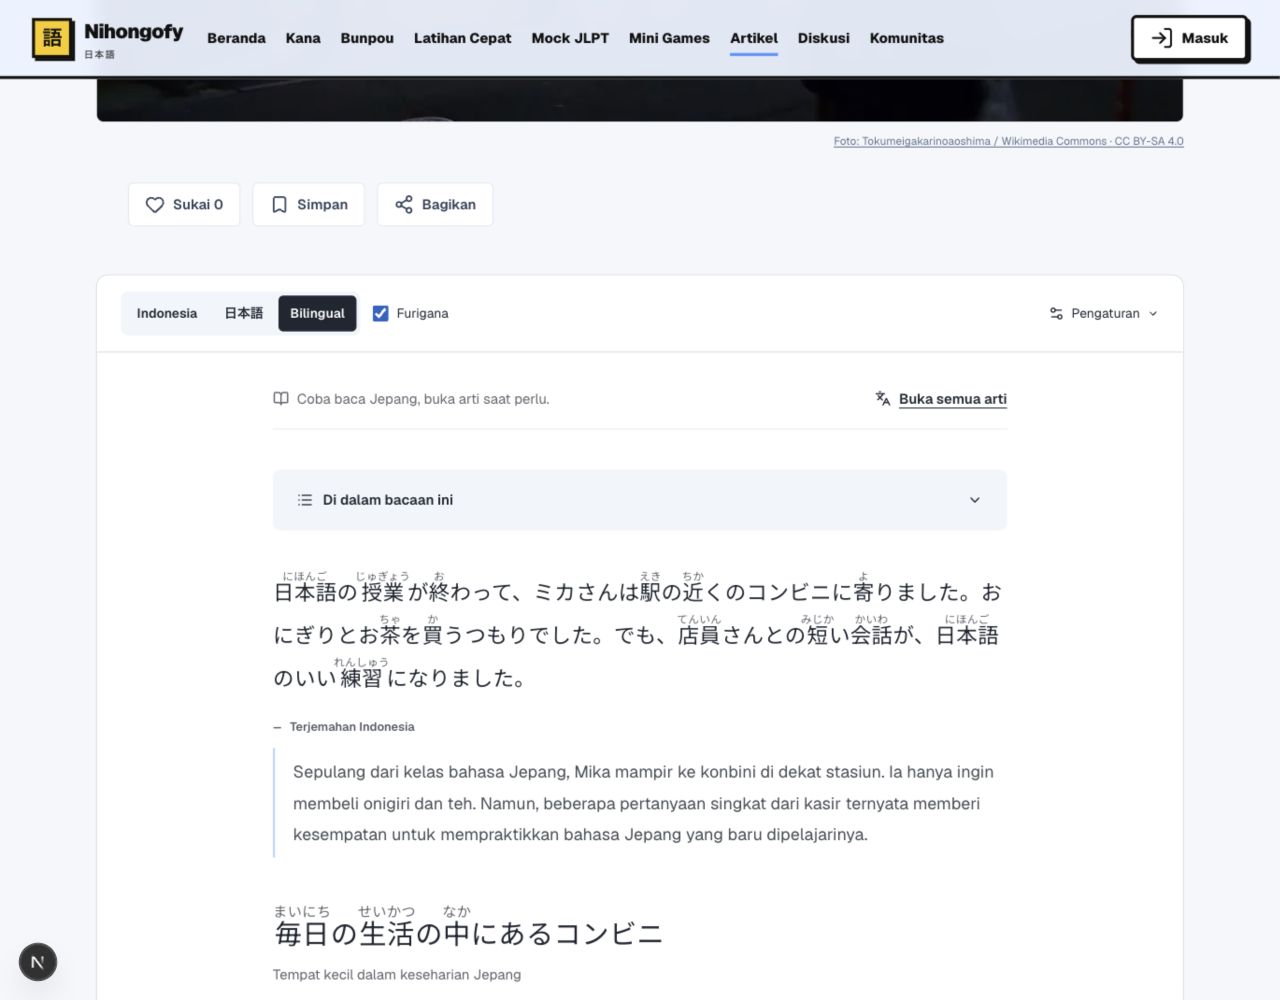 語 Nihongofy
日本語
Beranda Kana Bunpou Latihan Cepat Mock JLPT Mini Games Artikel Diskusi Komunitas Masuk
Foto: Tokumeigakarinoaoshima / Wikimedia Commons · CC BY-SA 4.0
Sukai 0 Simpan Bagikan
Indonesia 日本語 Bilingual Furigana Pengaturan
Coba baca Jepang, buka arti saat perlu. Buka semua arti
Di dalam bacaan ini
にほんご じゅぎょう お えき ちか よ
日本語の授業が終わって、ミカさんは駅の近くのコンビニに寄りました。お
ちゃ か てんいん みじか かいわ にほんご
にぎりとお茶を買うつもりでした。でも、店員さんとの短い会話が、日本語
れんしゅう
のいい練習になりました。
– Terjemahan Indonesia
Sepulang dari kelas bahasa Jepang, Mika mampir ke konbini di dekat stasiun. Ia hanya ingin
membeli onigiri dan teh. Namun, beberapa pertanyaan singkat dari kasir ternyata memberi
kesempatan untuk mempraktikkan bahasa Jepang yang baru dipelajarinya.
まいにち せいかつ なか
毎日の生活の中にあるコンビニ
Tempat kecil dalam keseharian Jepang
N